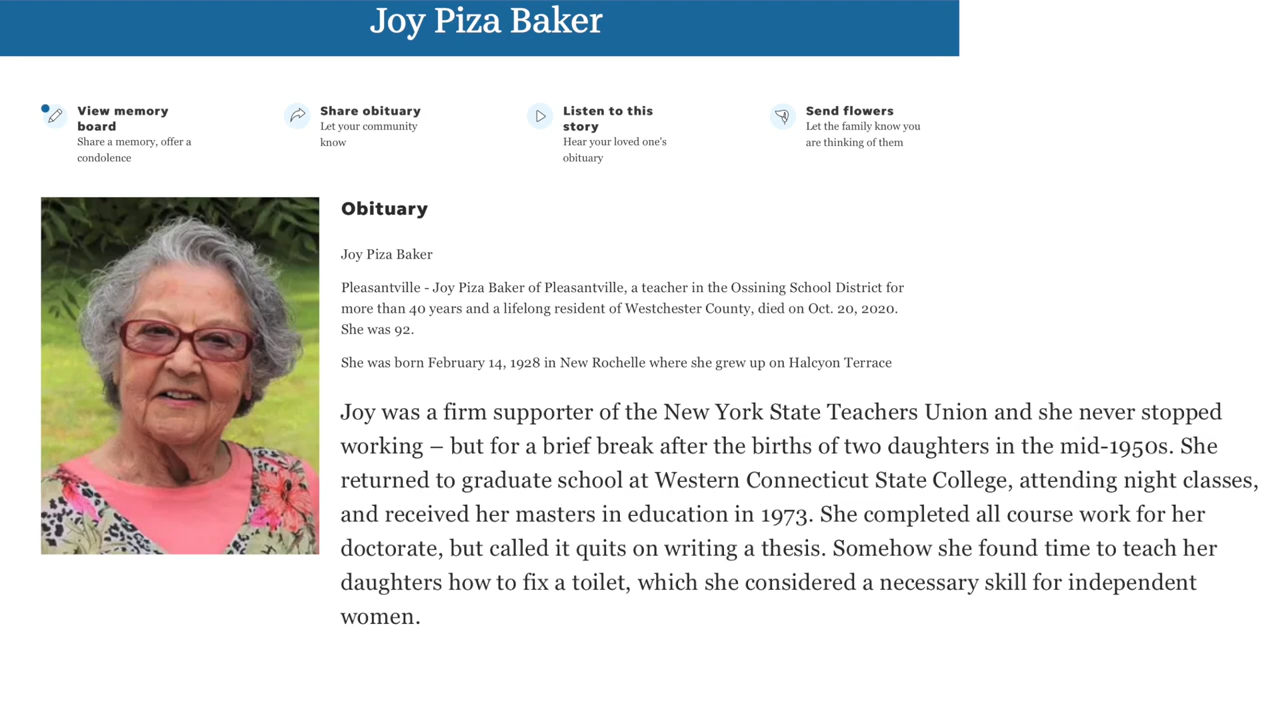 Joy Piza Baker
View memory
board
Share a memory, offer a
condolence
Share obituary
Let your community
know
Listen to this
story
Hear your loved one's
obituary
Send flowers
Let the family know you
are thinking of them
Obituary
Joy Piza Baker
Pleasantville - Joy Piza Baker of Pleasantville, a teacher in the Ossining School District for
more than 40 years and a lifelong resident of Westchester County, died on Oct. 20, 2020.
She was 92.
She was born February 14, 1928 in New Rochelle where she grew up on Halcyon Terrace
Joy was a firm supporter of the New York State Teachers Union and she never stopped
working – but for a brief break after the births of two daughters in the mid-1950s. She
returned to graduate school at Western Connecticut State College, attending night classes,
and received her masters in education in 1973. She completed all course work for her
doctorate, but called it quits on writing a thesis. Somehow she found time to teach her
daughters how to fix a toilet, which she considered a necessary skill for independent
women.